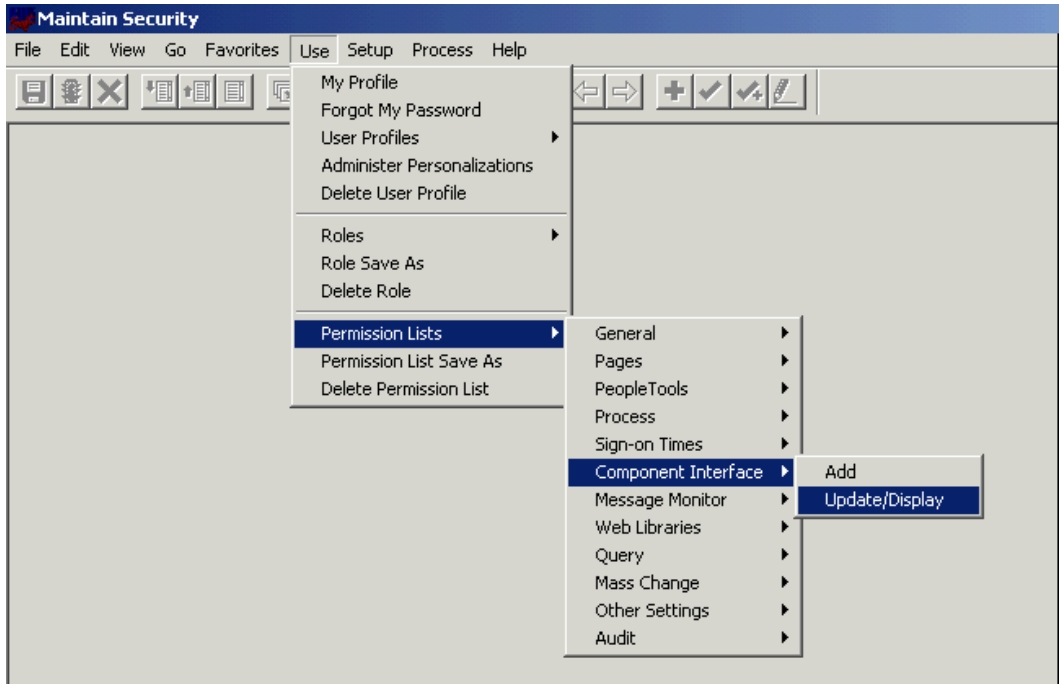 Maintain Security
File Edit View Go Favorites Use Setup Process Help
My Profile
Forgot My Password
User Profiles
Administer Personalizations
Delete User Profile
Roles
Role Save As
Delete Role
Permission Lists
Permission List Save As
Delete Permission List
General
Pages
PeopleTools
Process
Sign-on Times
Component Interface
Message Monitor
Web Libraries
Query
Mass Change
Other Settings
Audit
Add
Update/Display